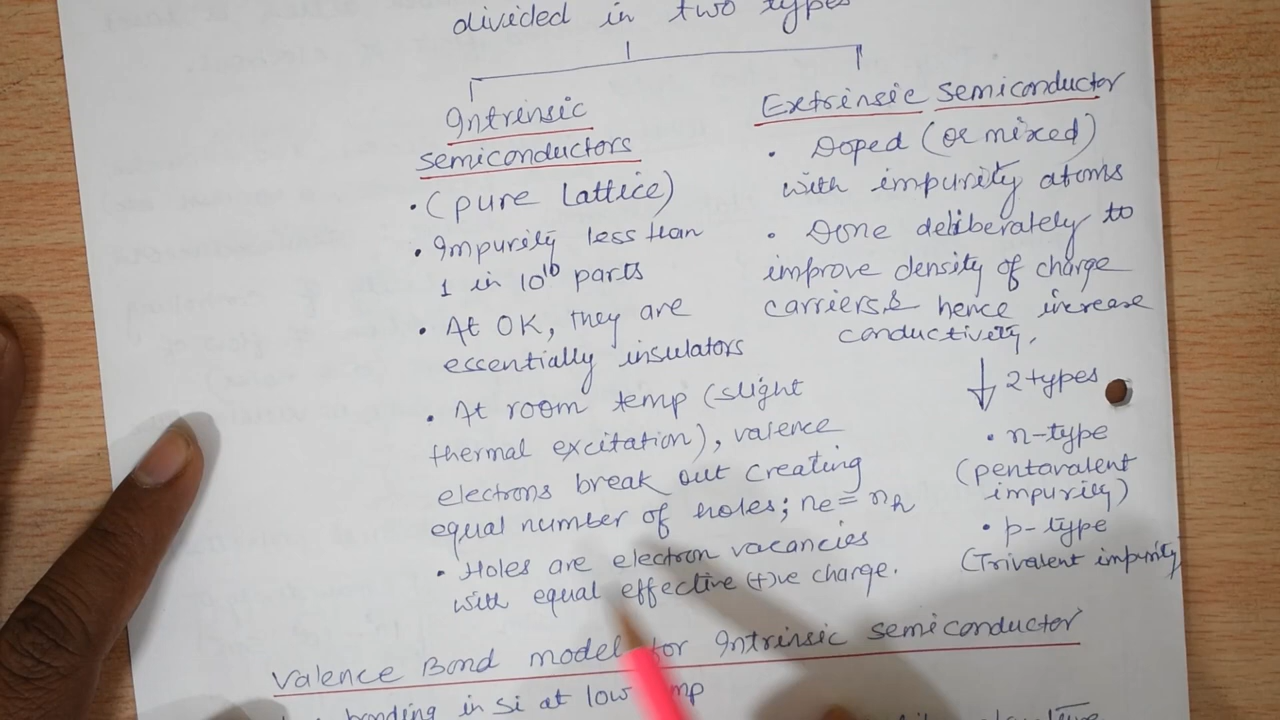 divided in two types
Intrinsic
semiconductors
• (pure Lattice)
• Impurity less than
1 in 10¹⁰ parts
• At 0K, they are
essentially insulators
• At room temp (slight
thermal excitation), valence
electrons break out creating
equal number of holes; ne = nh
• Holes are electron vacancies
with equal effective (+)ve charge.
Extrinsic semiconductor
• Doped (or mixed)
with impurity atoms
• Done deliberately to
improve density of charge
carriers, & hence increase
conductivity.
↓ 2 types
• n-type
(pentavalent
impurity)
• p-type
(Trivalent impurity
Valence Bond model for Intrinsic semiconductor
bonding in Si at low